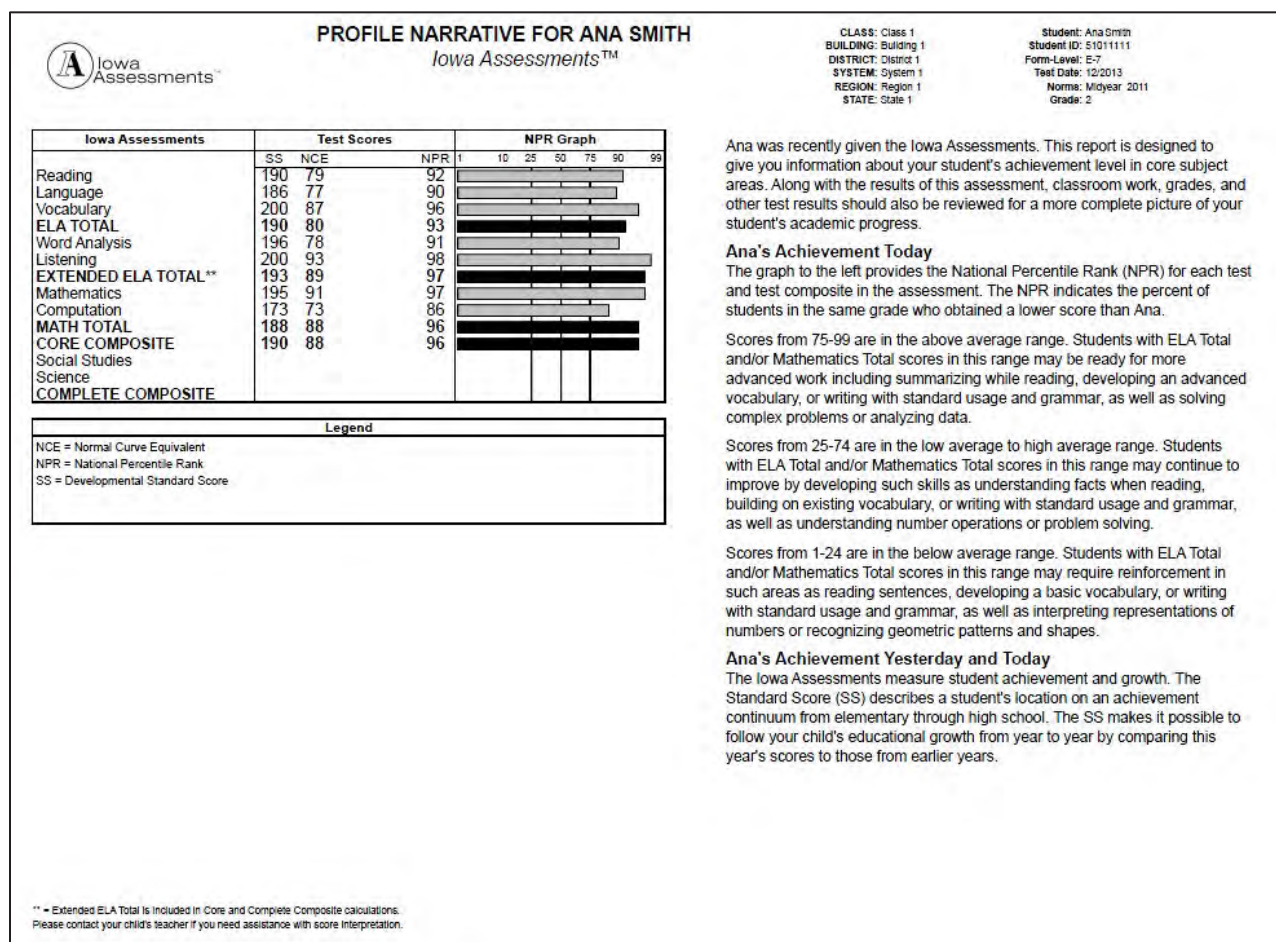 PROFILE NARRATIVE FOR ANA SMITH
Iowa Assessments™
A Iowa
Assessments™
CLASS: Class 1
BUILDING: Building 1
DISTRICT: District 1
SYSTEM: System 1
REGION: Region 1
STATE: State 1
Student: Ana Smith
Student ID: 51011111
Form-Level: E-7
Test Date: 12/2013
Norms: Midyear 2011
Grade: 2
Iowa Assessments Test Scores NPR Graph
SS NCE NPR 1 10 25 50 75 90 99
Reading 190 79 92
Language 186 77 90
Vocabulary 200 87 96
ELA TOTAL 190 80 93
Word Analysis 196 78 91
Listening 200 93 98
EXTENDED ELA TOTAL** 193 89 97
Mathematics 195 91 97
Computation 173 73 86
MATH TOTAL 188 88 96
CORE COMPOSITE 190 88 96
Social Studies
Science
COMPLETE COMPOSITE
Legend
NCE = Normal Curve Equivalent
NPR = National Percentile Rank
SS = Developmental Standard Score
Ana was recently given the Iowa Assessments. This report is designed to
give you information about your student's achievement level in core subject
areas. Along with the results of this assessment, classroom work, grades, and
other test results should also be reviewed for a more complete picture of your
student's academic progress.
Ana's Achievement Today
The graph to the left provides the National Percentile Rank (NPR) for each test
and test composite in the assessment. The NPR indicates the percent of
students in the same grade who obtained a lower score than Ana.
Scores from 75-99 are in the above average range. Students with ELA Total
and/or Mathematics Total scores in this range may be ready for more
advanced work including summarizing while reading, developing an advanced
vocabulary, or writing with standard usage and grammar, as well as solving
complex problems or analyzing data.
Scores from 25-74 are in the low average to high average range. Students
with ELA Total and/or Mathematics Total scores in this range may continue to
improve by developing such skills as understanding facts when reading,
building on existing vocabulary, or writing with standard usage and grammar,
as well as understanding number operations or problem solving.
Scores from 1-24 are in the below average range. Students with ELA Total
and/or Mathematics Total scores in this range may require reinforcement in
such areas as reading sentences, developing a basic vocabulary, or writing
with standard usage and grammar, as well as interpreting representations of
numbers or recognizing geometric patterns and shapes.
Ana's Achievement Yesterday and Today
The Iowa Assessments measure student achievement and growth. The
Standard Score (SS) describes a student's location on an achievement
continuum from elementary through high school. The SS makes it possible to
follow your child's educational growth from year to year by comparing this
year's scores to those from earlier years.
** = Extended ELA Total is included in Core and Complete Composite calculations.
Please contact your child's teacher if you need assistance with score interpretation.